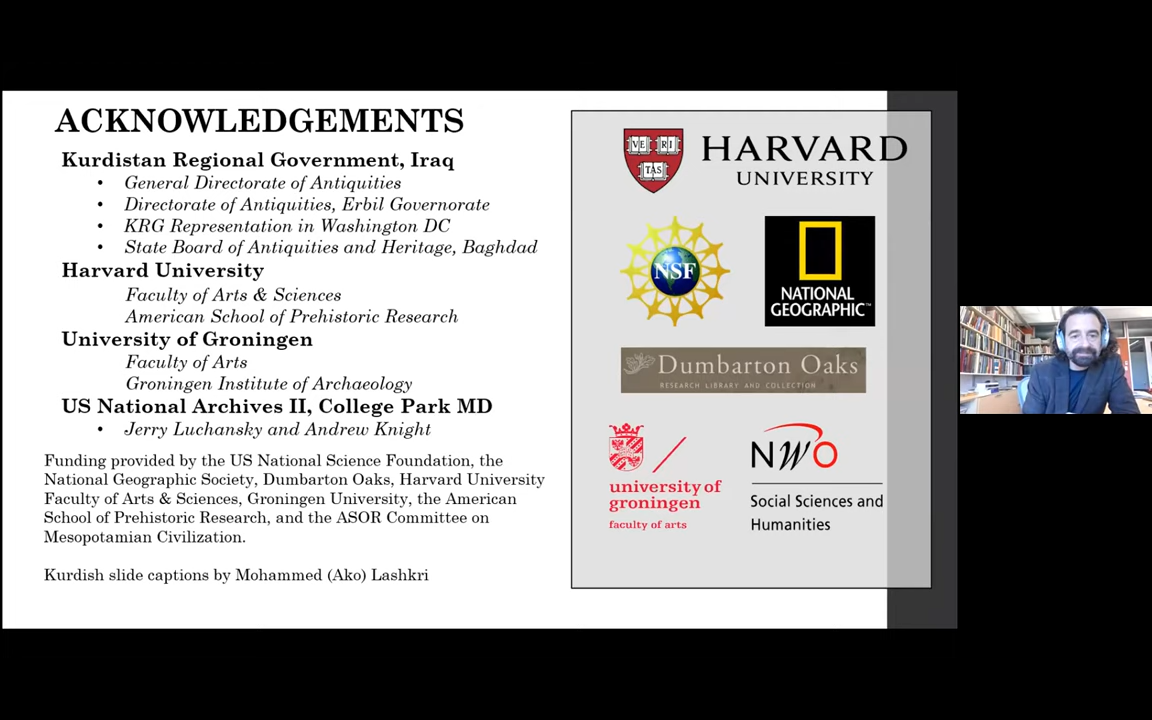 ACKNOWLEDGEMENTS
Kurdistan Regional Government, Iraq
• General Directorate of Antiquities
• Directorate of Antiquities, Erbil Governorate
• KRG Representation in Washington DC
• State Board of Antiquities and Heritage, Baghdad
Harvard University
Faculty of Arts & Sciences
American School of Prehistoric Research
University of Groningen
Faculty of Arts
Groningen Institute of Archaeology
US National Archives II, College Park MD
• Jerry Luchansky and Andrew Knight
Funding provided by the US National Science Foundation, the
National Geographic Society, Dumbarton Oaks, Harvard University
Faculty of Arts & Sciences, Groningen University, the American
School of Prehistoric Research, and the ASOR Committee on
Mesopotamian Civilization.
Kurdish slide captions by Mohammed (Ako) Lashkri
VE RI
TAS
HARVARD
UNIVERSITY
NSF
NATIONAL
GEOGRAPHIC™
Dumbarton Oaks
RESEARCH LIBRARY AND COLLECTION
university of
groningen
faculty of arts
NWO
Social Sciences and
Humanities